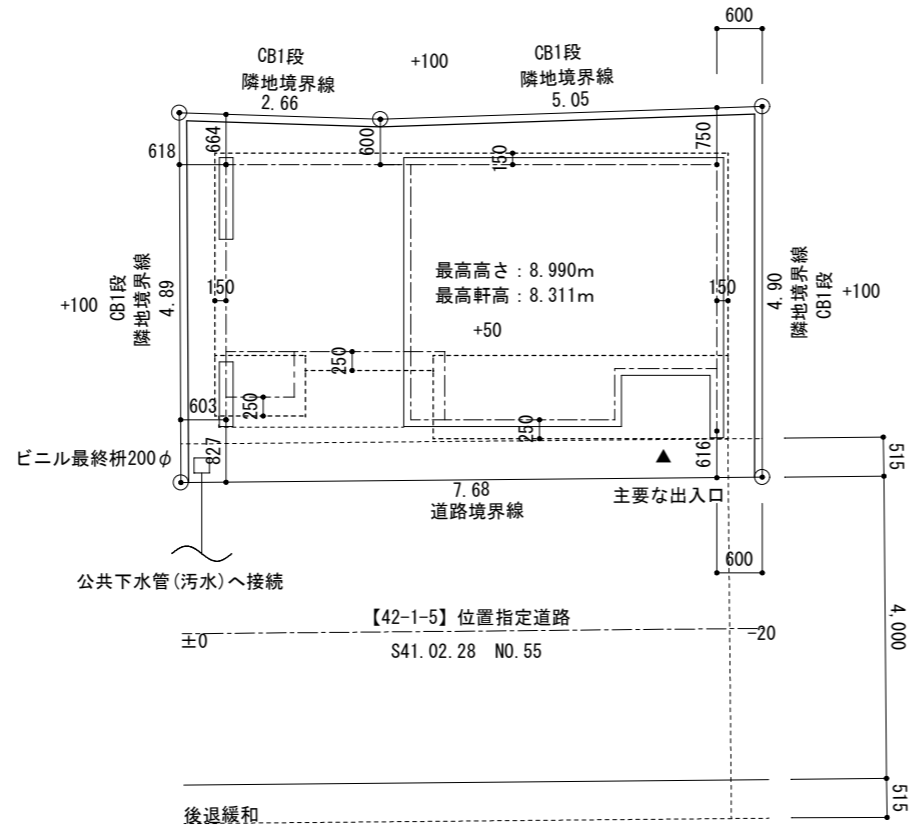 600
CB1段
隣地境界線
2.66
+100
CB1段
隣地境界線
5.05
618
664
600
150
750
最高高さ：8.990m
最高軒高：8.311m
+50
+100
CB1段
隣地境界線
4.89
150
150
4.90
隣地境界線
CB1段
+100
250
250
250
603
827
616
ビニル最終枡200φ
7.68
道路境界線
主要な出入口
515
600
公共下水管(汚水)へ接続
【42-1-5】位置指定道路
±0
-20
S41.02.28 NO.55
4,000
後退緩和
515